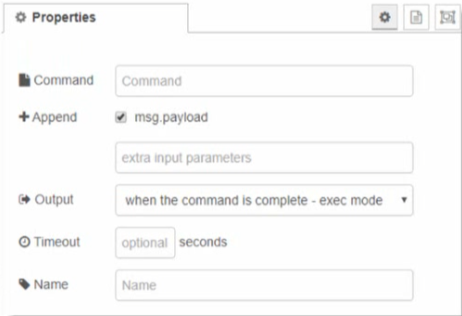 Properties
Command Command
Append msg.payload
extra input parameters
Output when the command is complete - exec mode
Timeout optional seconds
Name Name